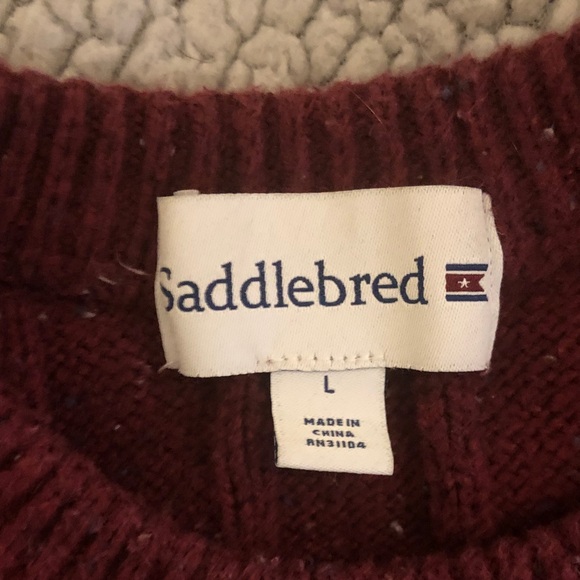 Saddlebred
L
MADE IN
CHINA
RN31104